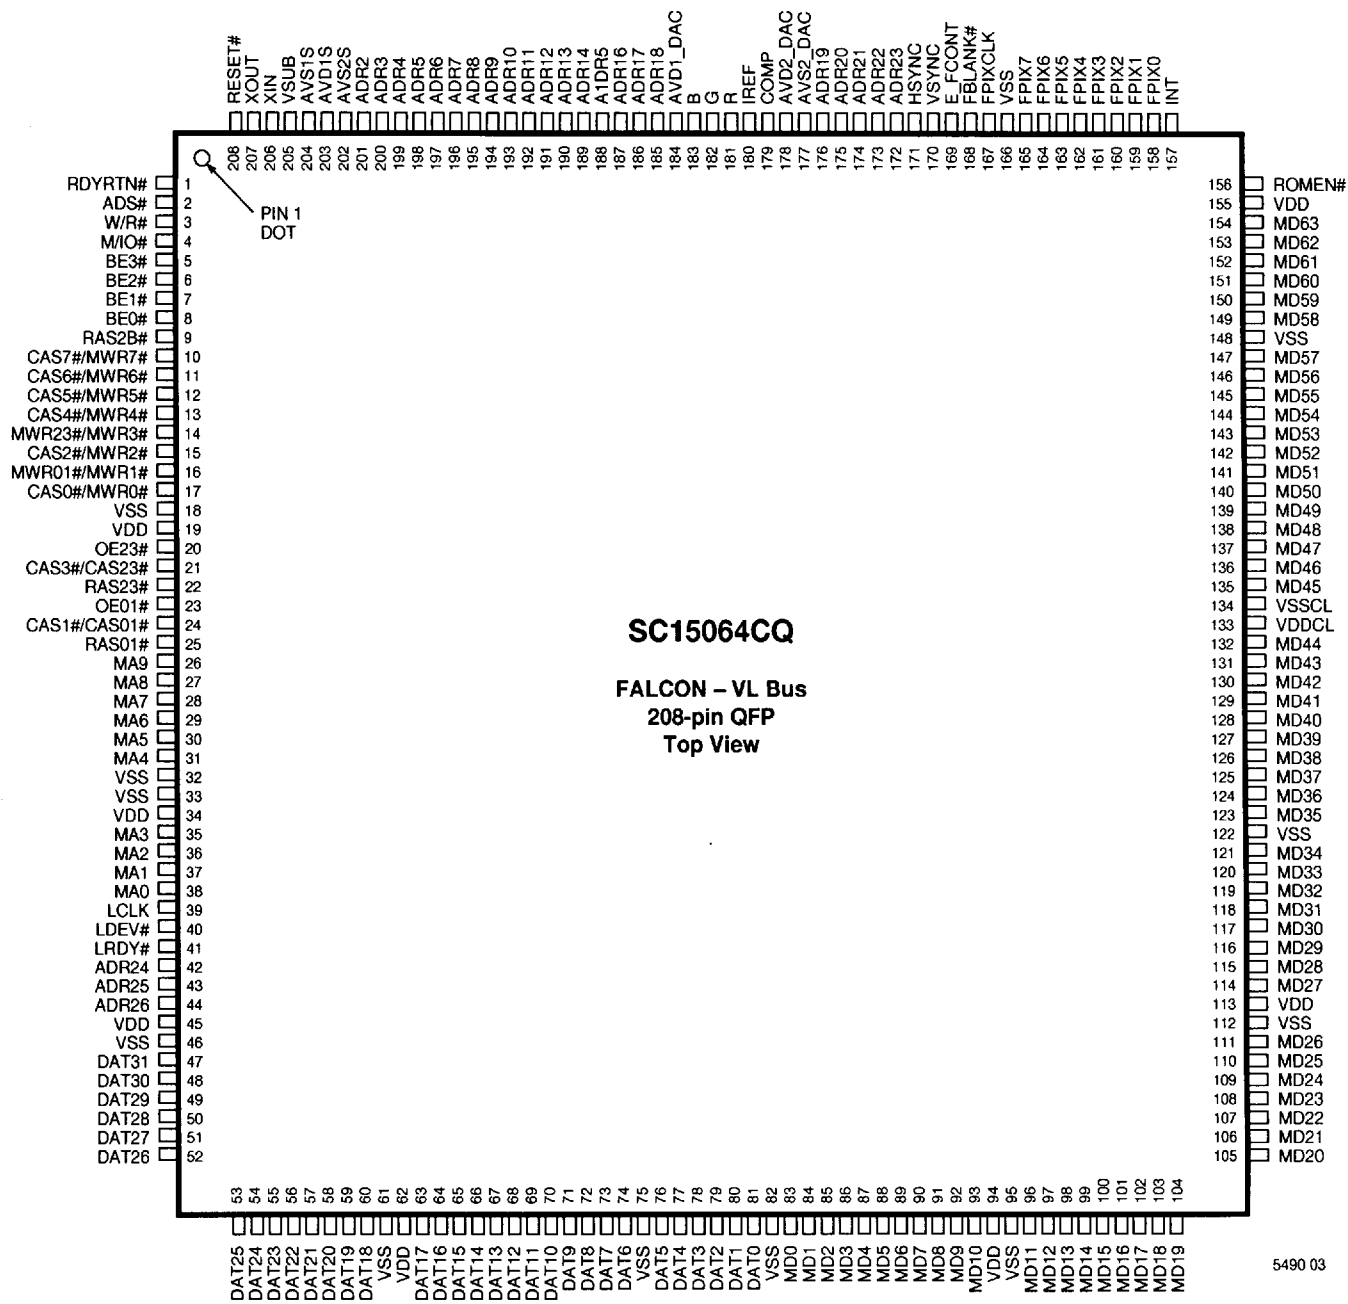 RESET#
XOUT
XIN
VSUB
AVS1S
AVD1S
AVS2S
ADR2
ADR3
ADR4
ADR5
ADR6
ADR7
ADR8
ADR9
ADR10
ADR11
ADR12
ADR13
ADR14
A1DR5
ADR16
ADR17
ADR18
AVD1_DAC
B
G
R
IREF
COMP
AVD2_DAC
AVS2_DAC
ADR19
ADR20
ADR21
ADR22
ADR23
HSYNC
VSYNC
E_FCONT
FBLANK#
FPIXCLK
VSS
FPIX7
FPIX6
FPIX5
FPIX4
FPIX3
FPIX2
FPIX1
FPIX0
INT
208
207
206
205
204
203
202
201
200
199
198
197
196
195
194
193
192
191
190
189
188
187
186
185
184
183
182
181
180
179
178
177
176
175
174
173
172
171
170
169
168
167
166
165
164
163
162
161
160
159
158
157
PIN 1
DOT
RDYRTN# 1
ADS# 2
W/R# 3
M/IO# 4
BE3# 5
BE2# 6
BE1# 7
BE0# 8
RAS2B# 9
CAS7#/MWR7# 10
CAS6#/MWR6# 11
CAS5#/MWR5# 12
CAS4#/MWR4# 13
MWR23#/MWR3# 14
CAS2#/MWR2# 15
MWR01#/MWR1# 16
CAS0#/MWR0# 17
VSS 18
VDD 19
OE23# 20
CAS3#/CAS23# 21
RAS23# 22
OE01# 23
CAS1#/CAS01# 24
RAS01# 25
MA9 26
MA8 27
MA7 28
MA6 29
MA5 30
MA4 31
VSS 32
VSS 33
VDD 34
MA3 35
MA2 36
MA1 37
MA0 38
LCLK 39
LDEV# 40
LRDY# 41
ADR24 42
ADR25 43
ADR26 44
VDD 45
VSS 46
DAT31 47
DAT30 48
DAT29 49
DAT28 50
DAT27 51
DAT26 52
SC15064CQ
FALCON – VL Bus
208-pin QFP
Top View
156 ROMEN#
155 VDD
154 MD63
153 MD62
152 MD61
151 MD60
150 MD59
149 MD58
148 VSS
147 MD57
146 MD56
145 MD55
144 MD54
143 MD53
142 MD52
141 MD51
140 MD50
139 MD49
138 MD48
137 MD47
136 MD46
135 MD45
134 VSSCL
133 VDDCL
132 MD44
131 MD43
130 MD42
129 MD41
128 MD40
127 MD39
126 MD38
125 MD37
124 MD36
123 MD35
122 VSS
121 MD34
120 MD33
119 MD32
118 MD31
117 MD30
116 MD29
115 MD28
114 MD27
113 VDD
112 VSS
111 MD26
110 MD25
109 MD24
108 MD23
107 MD22
106 MD21
105 MD20
53
54
55
56
57
58
59
60
61
62
63
64
65
66
67
68
69
70
71
72
73
74
75
76
77
78
79
80
81
82
83
84
85
86
87
88
89
90
91
92
93
94
95
96
97
98
99
100
101
102
103
104
DAT25
DAT24
DAT23
DAT22
DAT21
DAT20
DAT19
DAT18
VSS
VDD
DAT17
DAT16
DAT15
DAT14
DAT13
DAT12
DAT11
DAT10
DAT9
DAT8
DAT7
DAT6
VSS
DAT5
DAT4
DAT3
DAT2
DAT1
DAT0
VSS
MD0
MD1
MD2
MD3
MD4
MD5
MD6
MD7
MD8
MD9
MD10
VDD
VSS
MD11
MD12
MD13
MD14
MD15
MD16
MD17
MD18
MD19
5490 03